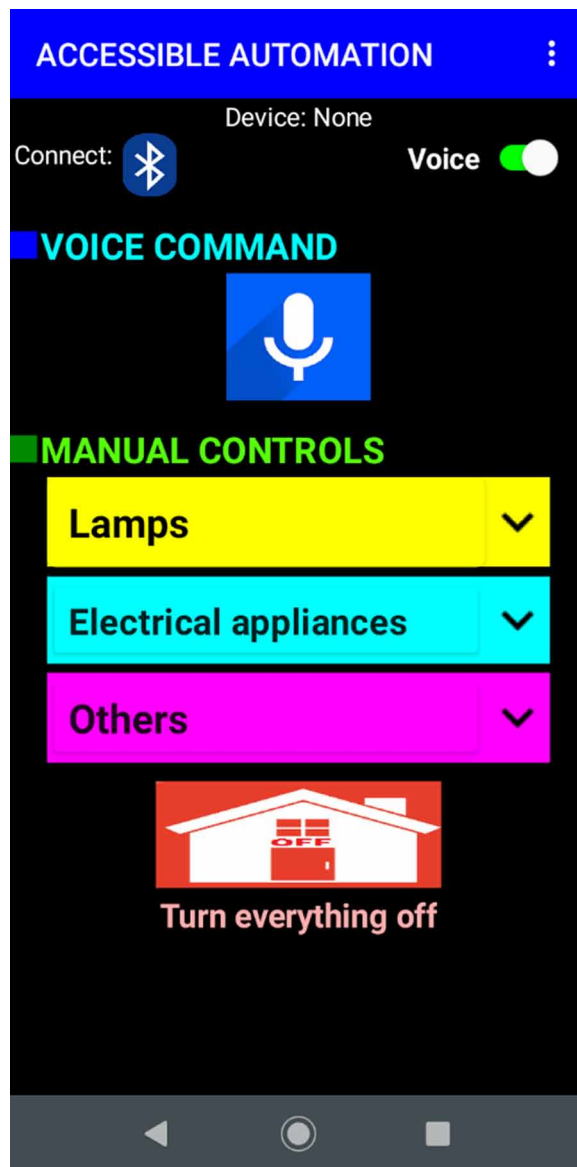 ACCESSIBLE AUTOMATION
Device: None
Connect:
Voice
VOICE COMMAND
MANUAL CONTROLS
Lamps
Electrical appliances
Others
OFF
Turn everything off